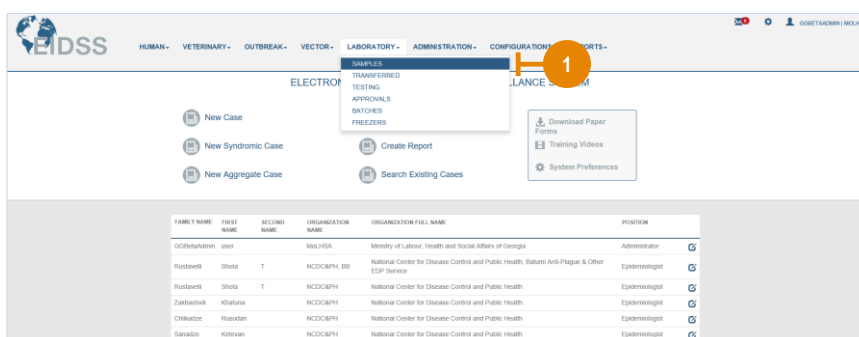 EIDSS
HUMAN VETERINARY OUTBREAK VECTOR LABORATORY ADMINISTRATION CONFIGURATIONS
GGBETAADMIN |
SAMPLES
TRANSFERRED
TESTING
APPROVALS
BATCHES
FREEZERS
1
New Case
New Syndromic Case
New Aggregate Case
Create Report
Search Existing Cases
Download Paper
Forms
Training Videos
System Preferences
FAMILY NAME FIRST NAME SECOND NAME ORGANIZATION NAME ORGANIZATION FULL NAME POSITION
GGBetaAdmin user MoLHSA Ministry of Labour, Health and Social Affairs of Georgia Administrator
Rustaveli Shota T NCDC&PH, BB National Center for Disease Control and Public Health, Batumi Anti-Plague & Other
EDP Service Epidemiologist
Rustaveli Shota T NCDC&PH National Center for Disease Control and Public Health Epidemiologist
Zakhashvili Khatuna NCDC&PH National Center for Disease Control and Public Health Epidemiologist
Chlikadze Rusudan NCDC&PH National Center for Disease Control and Public Health Epidemiologist
Sanadze Ketevan NCDC&PH National Center for Disease Control and Public Health Epidemiologist